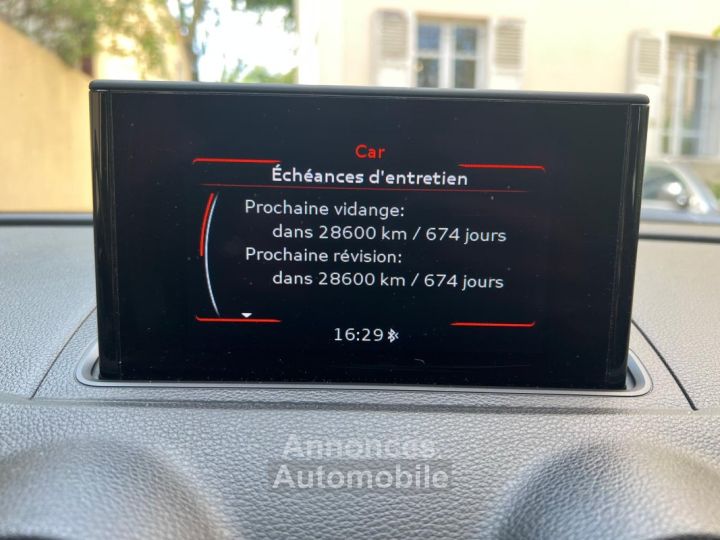 Car
Échéances d'entretien
Prochaine vidange:
dans 28600 km / 674 jours
Prochaine révision:
dans 28600 km / 674 jours
16:29
Annonces
Automobile